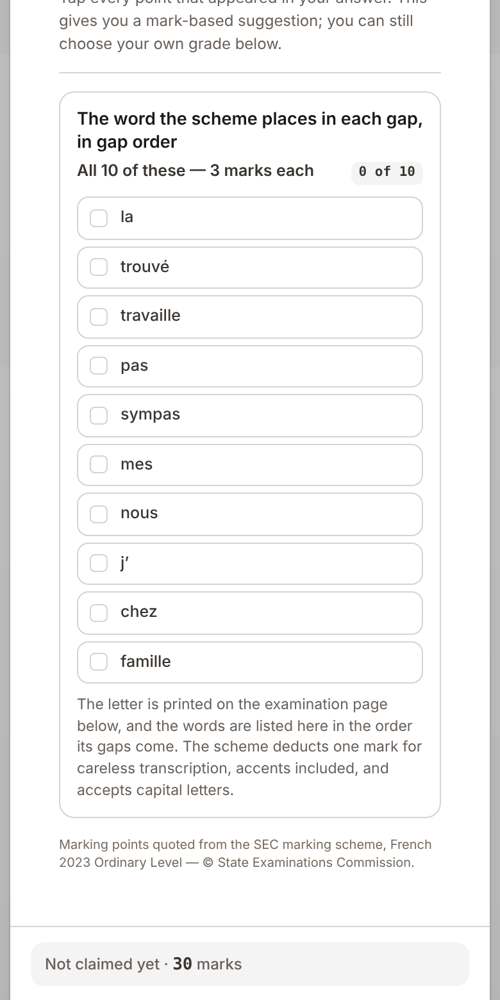 Tap every point that appeared in your answer. This
gives you a mark-based suggestion; you can still
choose your own grade below.
The word the scheme places in each gap,
in gap order
All 10 of these — 3 marks each
0 of 10
la
trouvé
travaille
pas
sympas
mes
nous
j’
chez
famille
The letter is printed on the examination page
below, and the words are listed here in the order
its gaps come. The scheme deducts one mark for
careless transcription, accents included, and
accepts capital letters.
Marking points quoted from the SEC marking scheme, French
2023 Ordinary Level — © State Examinations Commission.
Not claimed yet · 30 marks